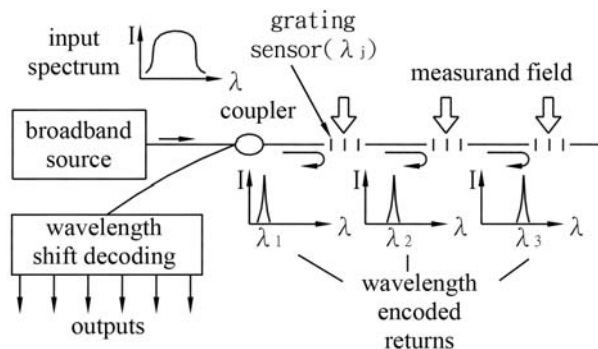 input
spectrum
I
λ
grating
sensor(λj)
measurand field
coupler
broadband
source
I
λ1
λ
I
λ2
λ
I
λ3
λ
wavelength
shift decoding
wavelength
encoded
returns
outputs